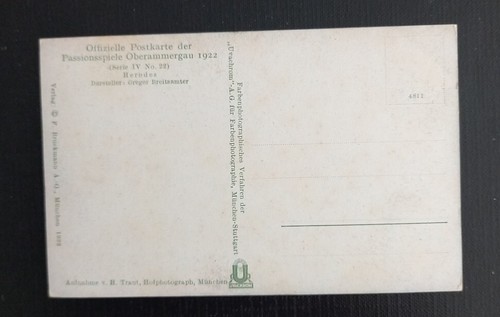 Offizielle Postkarte der
Passionsspiele Oberammergau 1922
(Serie IV No. 22)
Herodes
Darsteller: Gregor Breitsamter
Verlag © F. Bruckmann A.-G., München 1922
Farbenphotographisches Verfahren der
„Uvachrom“-A.G. für Farbenphotographie, München-Stuttgart
Aufnahme v. H. Traut, Hofphotograph, München
U